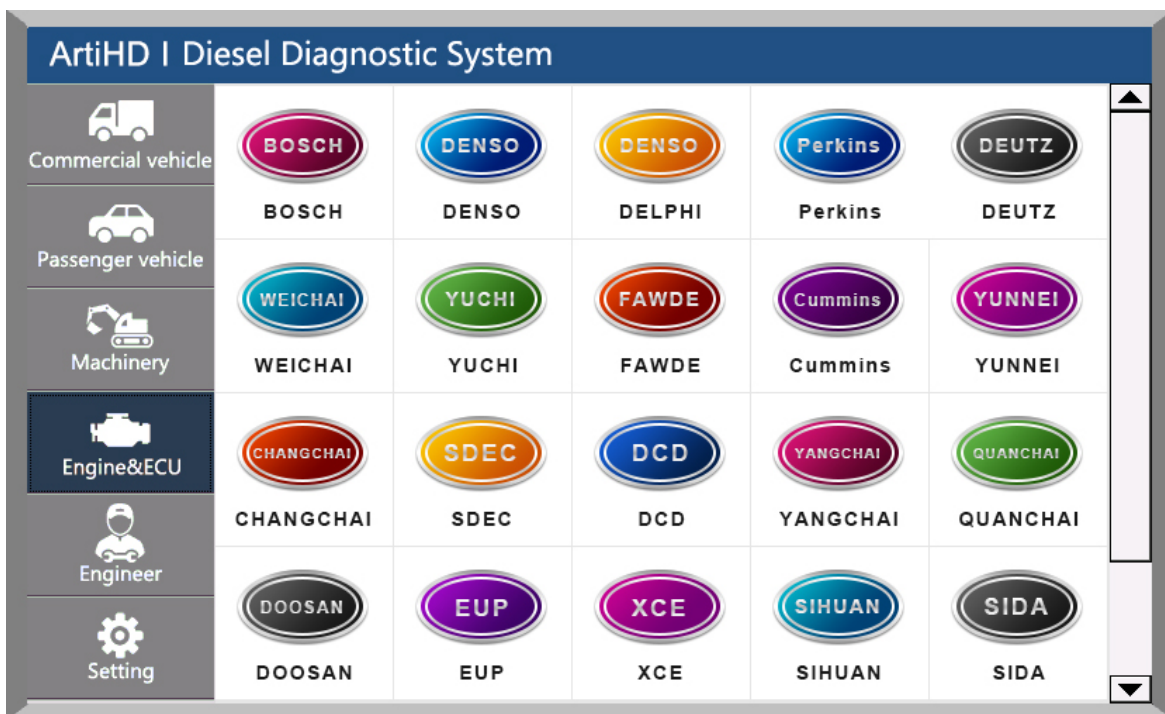 ArtiHD | Diesel Diagnostic System
Commercial vehicle
Passenger vehicle
Machinery
Engine&ECU
Engineer
Setting
BOSCH DENSO DENSO Perkins DEUTZ
BOSCH DENSO DELPHI Perkins DEUTZ
WEICHAI YUCHI FAWDE Cummins YUNNEI
WEICHAI YUCHI FAWDE Cummins YUNNEI
CHANGCHAI SDEC DCD YANGCHAI QUANCHAI
CHANGCHAI SDEC DCD YANGCHAI QUANCHAI
DOOSAN EUP XCE SIHUAN SIDA
DOOSAN EUP XCE SIHUAN SIDA